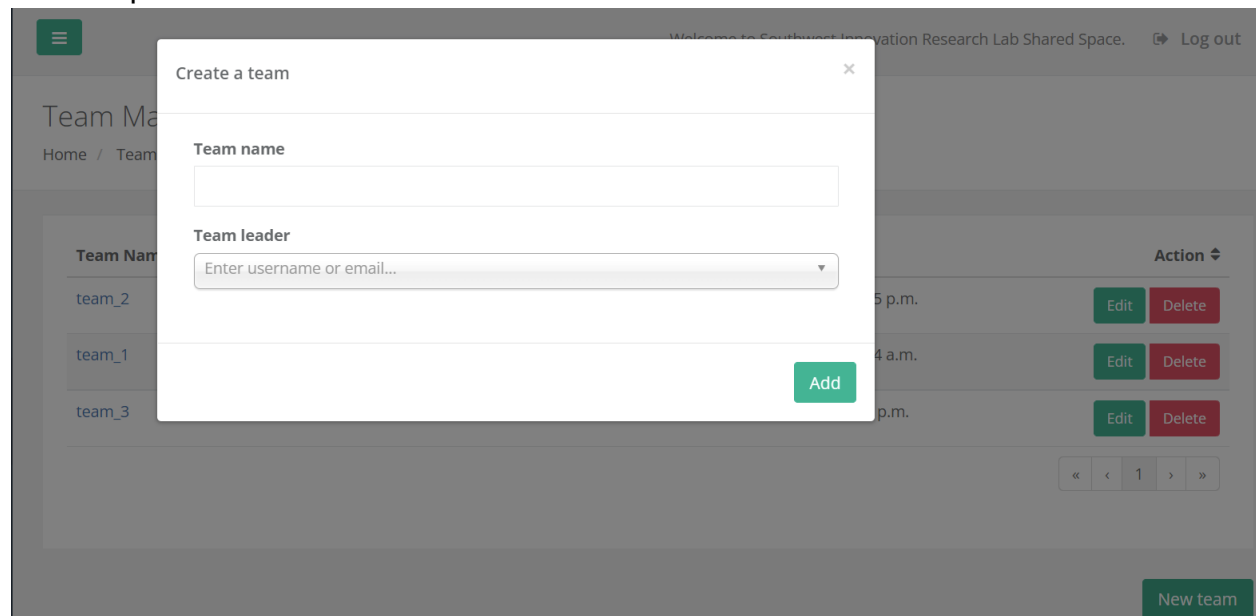 Welcome to Southwest Innovation Research Lab Shared Space. Log out
Create a team ×
Team Ma
Home / Team
Team name
Team leader
Enter username or email...
Team Nam Action
team_2 5 p.m. Edit Delete
team_1 4 a.m. Edit Delete
team_3 p.m. Edit Delete
Add
« ‹ 1 › »
New team